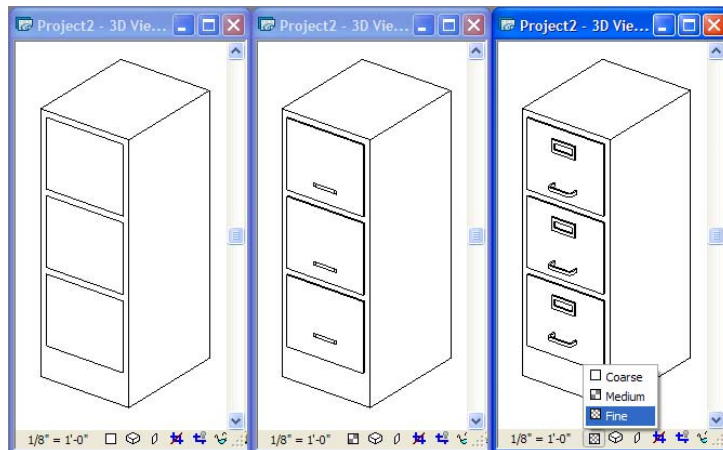 Project2 - 3D Vie...
Project2 - 3D Vie...
Project2 - 3D Vie...
Coarse
Medium
Fine
1/8" = 1'-0"
1/8" = 1'-0"
1/8" = 1'-0"